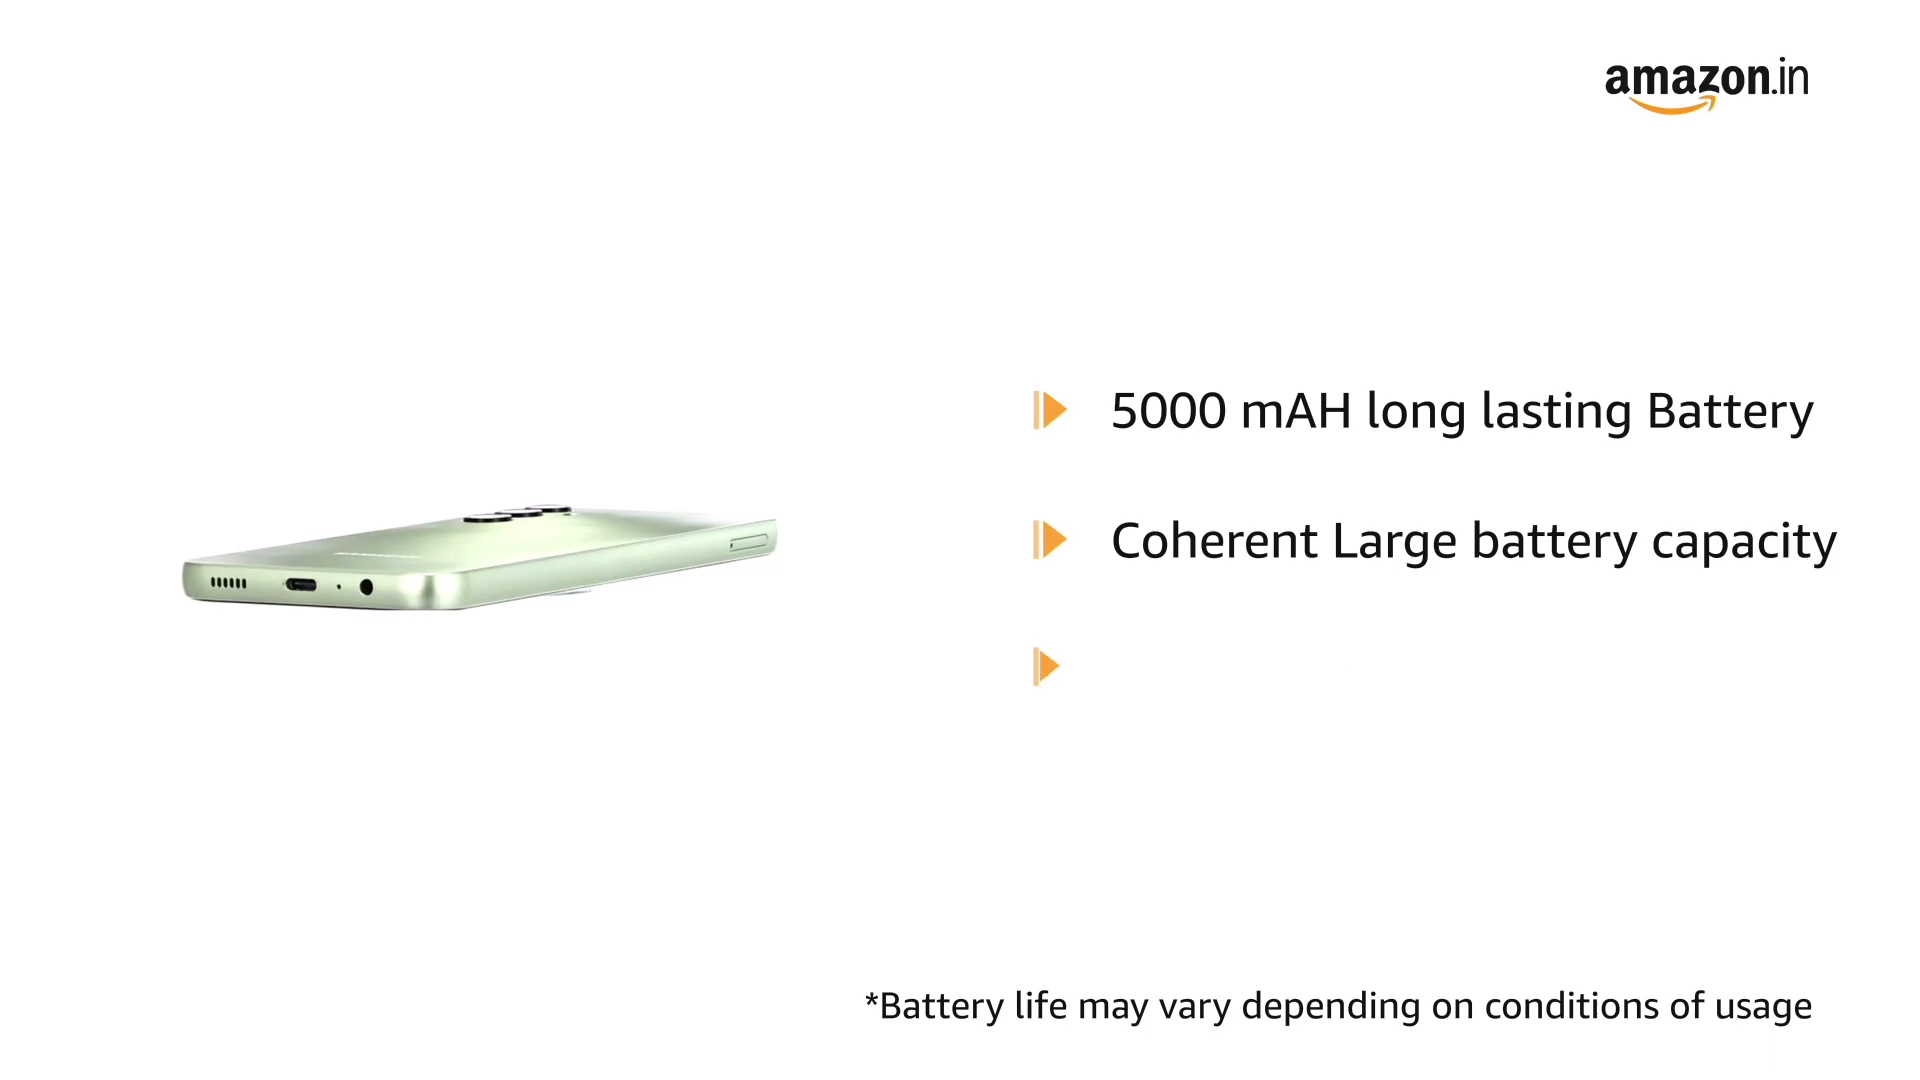 amazon.in
5000 mAH long lasting Battery
Coherent Large battery capacity
*Battery life may vary depending on conditions of usage